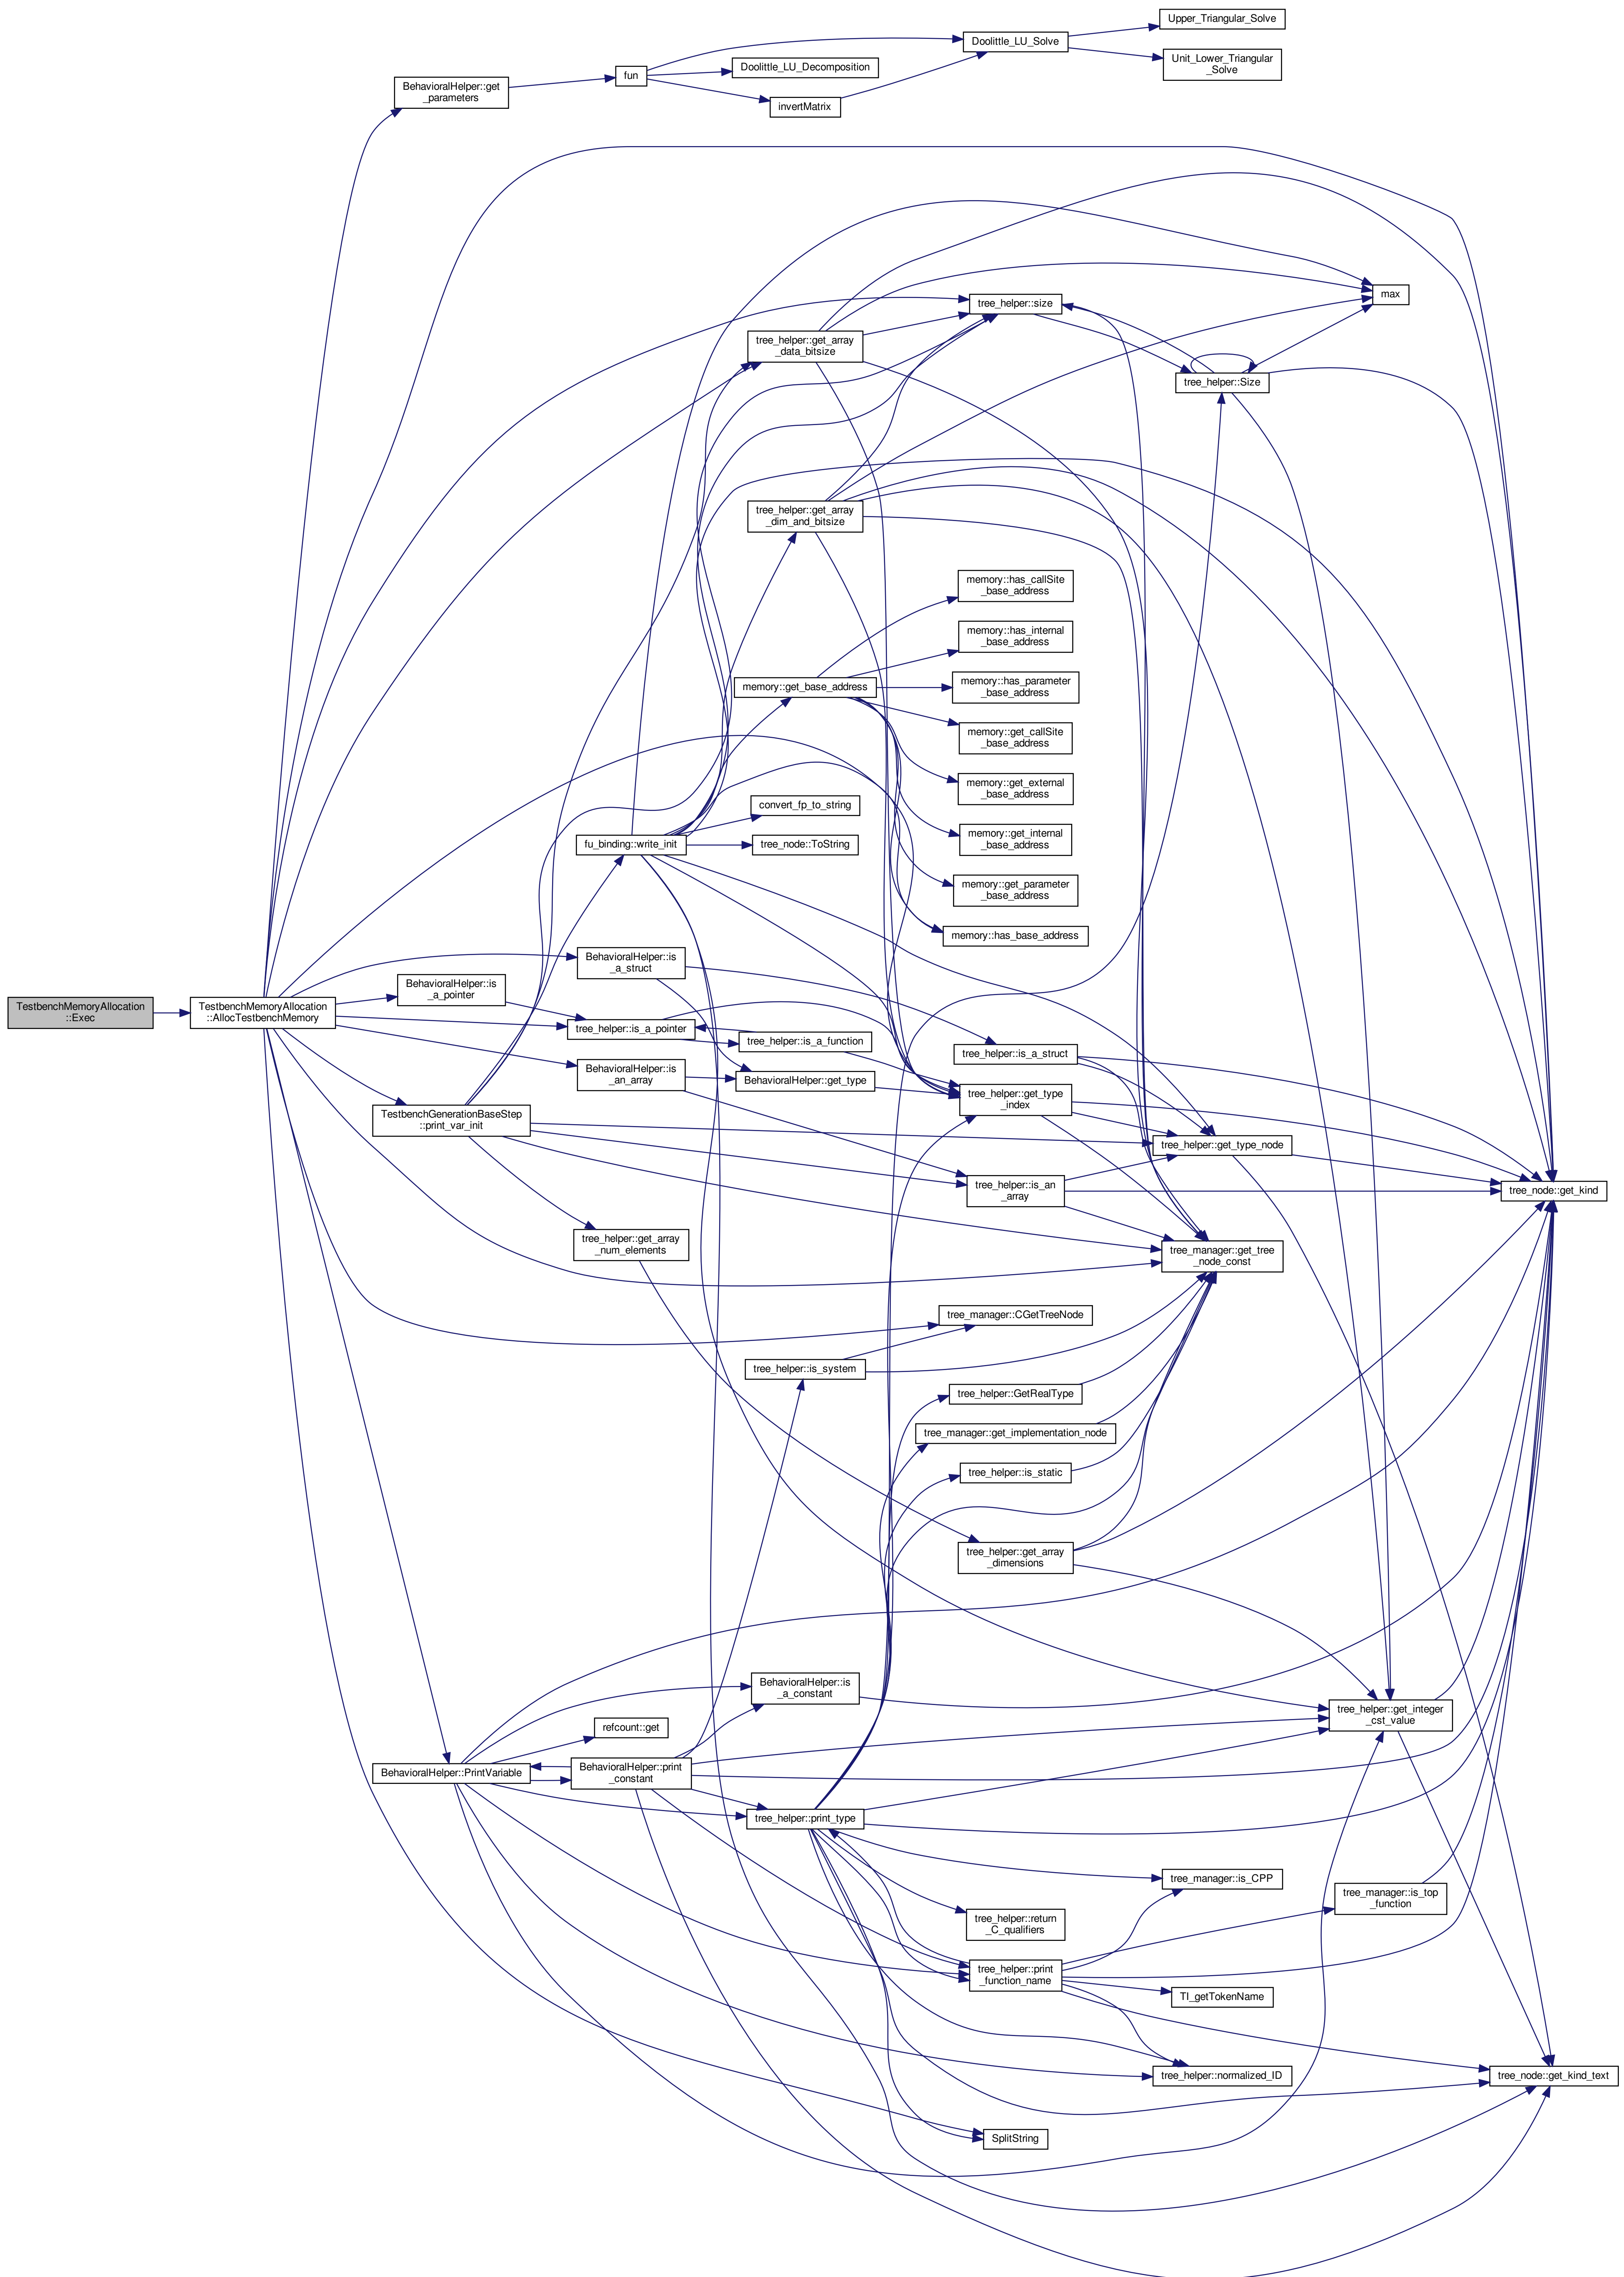 Upper_Triangular_Solve
Doolittle_LU_Solve
Unit_Lower_Triangular
_Solve
Doolittle_LU_Decomposition
fun
BehavioralHelper::get
_parameters
invertMatrix
max
tree_helper::size
tree_helper::get_array
_data_bitsize
tree_helper::Size
tree_helper::get_array
_dim_and_bitsize
memory::has_callSite
_base_address
memory::has_internal
_base_address
memory::get_base_address
memory::has_parameter
_base_address
memory::get_callSite
_base_address
memory::get_external
_base_address
convert_fp_to_string
memory::get_internal
_base_address
fu_binding::write_init
tree_node::ToString
memory::get_parameter
_base_address
memory::has_base_address
BehavioralHelper::is
_a_struct
BehavioralHelper::is
_a_pointer
TestbenchMemoryAllocation
::Exec
TestbenchMemoryAllocation
::AllocTestbenchMemory
tree_helper::is_a_pointer
tree_helper::is_a_function
tree_helper::is_a_struct
BehavioralHelper::is
_an_array
BehavioralHelper::get_type
tree_helper::get_type
_index
TestbenchGenerationBaseStep
::print_var_init
tree_helper::get_type_node
tree_helper::is_an
_array
tree_node::get_kind
tree_helper::get_array
_num_elements
tree_manager::get_tree
_node_const
tree_manager::CGetTreeNode
tree_helper::is_system
tree_helper::GetRealType
tree_manager::get_implementation_node
tree_helper::is_static
tree_helper::get_array
_dimensions
BehavioralHelper::is
_a_constant
tree_helper::get_integer
_cst_value
refcount::get
BehavioralHelper::PrintVariable
BehavioralHelper::print
_constant
tree_helper::print_type
tree_manager::is_CPP
tree_manager::is_top
_function
tree_helper::return
_C_qualifiers
tree_helper::print
_function_name
TI_getTokenName
tree_helper::normalized_ID
tree_node::get_kind_text
SplitString